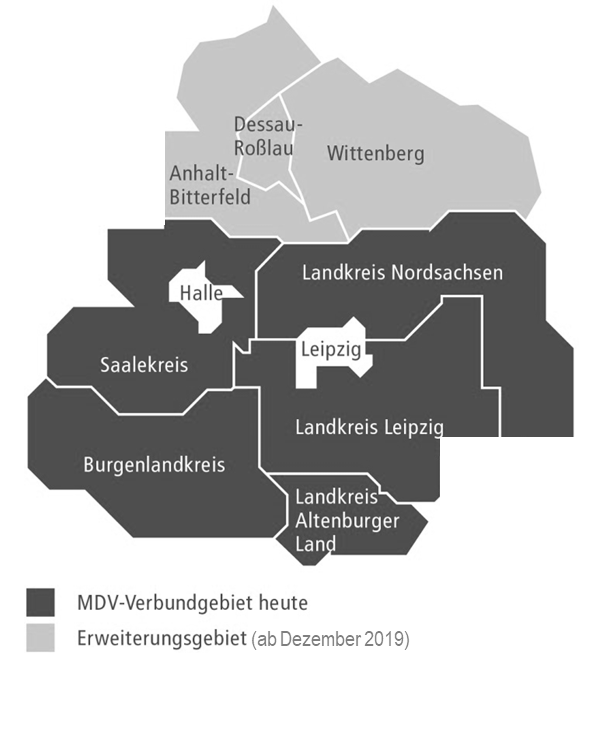 Dessau-
Roßlau
Wittenberg
Anhalt-
Bitterfeld
Landkreis Nordsachsen
Halle
Leipzig
Saalekreis
Landkreis Leipzig
Burgenlandkreis
Landkreis
Altenburger
Land
MDV-Verbundgebiet heute
Erweiterungsgebiet (ab Dezember 2019)